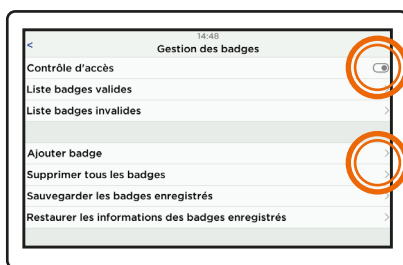 14:48
<
Gestion des badges
Contrôle d'accès
Liste badges valides
Liste badges invalides
Ajouter badge
Supprimer tous les badges
Sauvegarder les badges enregistrés
Restaurer les informations des badges enregistrés